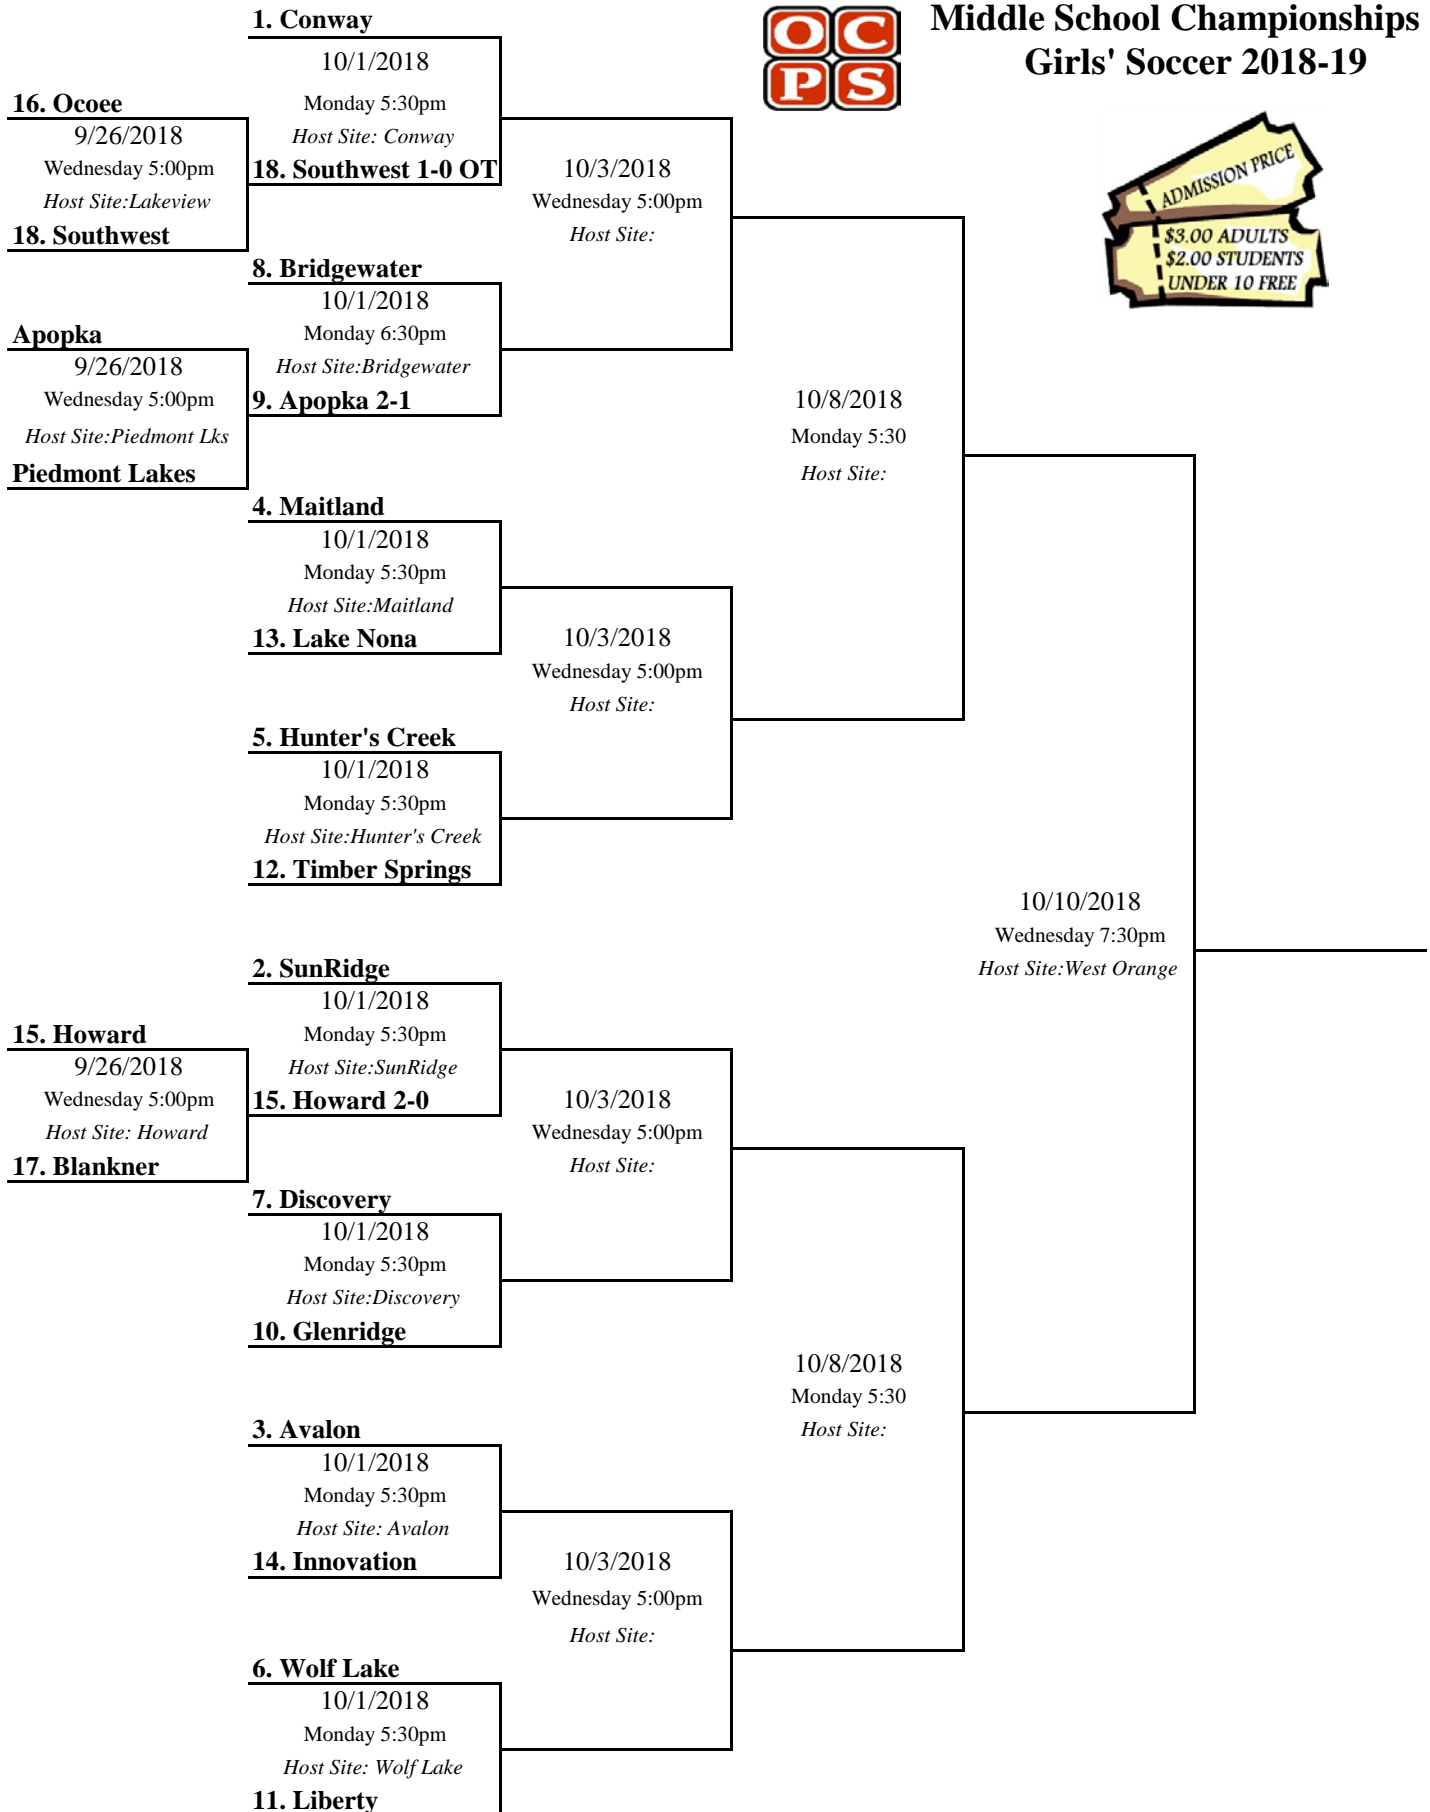 Middle School Championships
Girls' Soccer 2018-19
OC
PS
ADMISSION PRICE
$3.00 ADULTS
$2.00 STUDENTS
UNDER 10 FREE
16. Ocoee
9/26/2018
Wednesday 5:00pm
Host Site:Lakeview
18. Southwest
Apopka
9/26/2018
Wednesday 5:00pm
Host Site:Piedmont Lks
Piedmont Lakes
15. Howard
9/26/2018
Wednesday 5:00pm
Host Site: Howard
17. Blankner
1. Conway
10/1/2018
Monday 5:30pm
Host Site: Conway
18. Southwest 1-0 OT
8. Bridgewater
10/1/2018
Monday 6:30pm
Host Site:Bridgewater
9. Apopka 2-1
4. Maitland
10/1/2018
Monday 5:30pm
Host Site:Maitland
13. Lake Nona
5. Hunter's Creek
10/1/2018
Monday 5:30pm
Host Site:Hunter's Creek
12. Timber Springs
2. SunRidge
10/1/2018
Monday 5:30pm
Host Site:SunRidge
15. Howard 2-0
7. Discovery
10/1/2018
Monday 5:30pm
Host Site:Discovery
10. Glenridge
3. Avalon
10/1/2018
Monday 5:30pm
Host Site: Avalon
14. Innovation
6. Wolf Lake
10/1/2018
Monday 5:30pm
Host Site: Wolf Lake
11. Liberty
10/3/2018
Wednesday 5:00pm
Host Site:
10/3/2018
Wednesday 5:00pm
Host Site:
10/3/2018
Wednesday 5:00pm
Host Site:
10/3/2018
Wednesday 5:00pm
Host Site:
10/8/2018
Monday 5:30
Host Site:
10/8/2018
Monday 5:30
Host Site:
10/10/2018
Wednesday 7:30pm
Host Site:West Orange